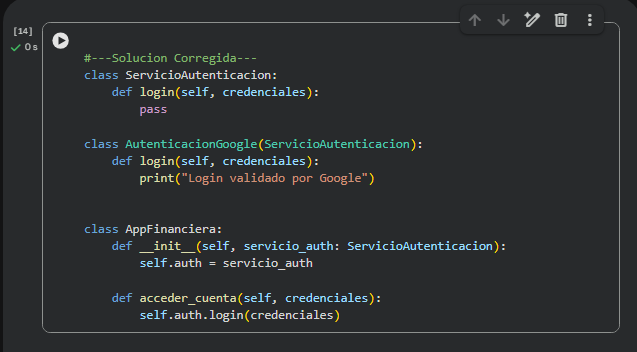 [14]
✓ 0 s
#---Solucion Corregida---
class ServicioAutenticacion:
    def login(self, credenciales):
        pass
class AutenticacionGoogle(ServicioAutenticacion):
    def login(self, credenciales):
        print("Login validado por Google")
class AppFinanciera:
    def __init__(self, servicio_auth: ServicioAutenticacion):
        self.auth = servicio_auth
    def acceder_cuenta(self, credenciales):
        self.auth.login(credenciales)